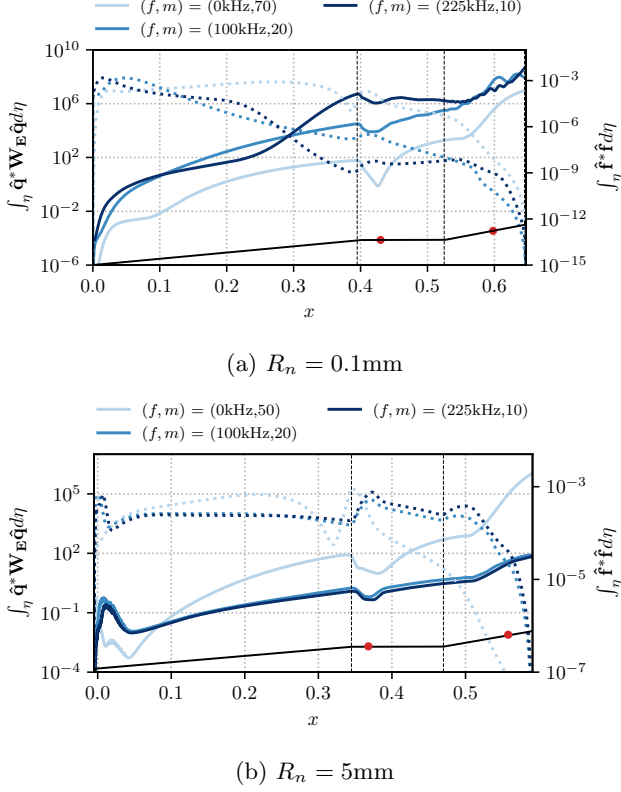 (f, m) = (0kHz,70) (f, m) = (225kHz,10)
(f, m) = (100kHz,20)
10^10
10^6
10^2
10^−2
10^−6
∫_η q̂*W_E q̂dη
10^−3
10^−6
10^−9
10^−12
10^−15
∫_η f̂*f̂dη
0.0 0.1 0.2 0.3 0.4 0.5 0.6
x
(a) R_n = 0.1mm
(f, m) = (0kHz,50) (f, m) = (225kHz,10)
(f, m) = (100kHz,20)
10^5
10^2
10^−1
10^−4
∫_η q̂*W_E q̂dη
10^−3
10^−5
10^−7
∫_η f̂*f̂dη
0.0 0.1 0.2 0.3 0.4 0.5
x
(b) R_n = 5mm